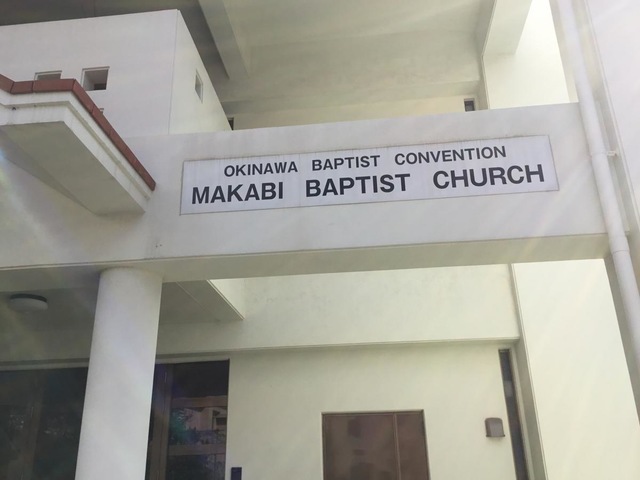 OKINAWA BAPTIST CONVENTION
MAKABI BAPTIST CHURCH